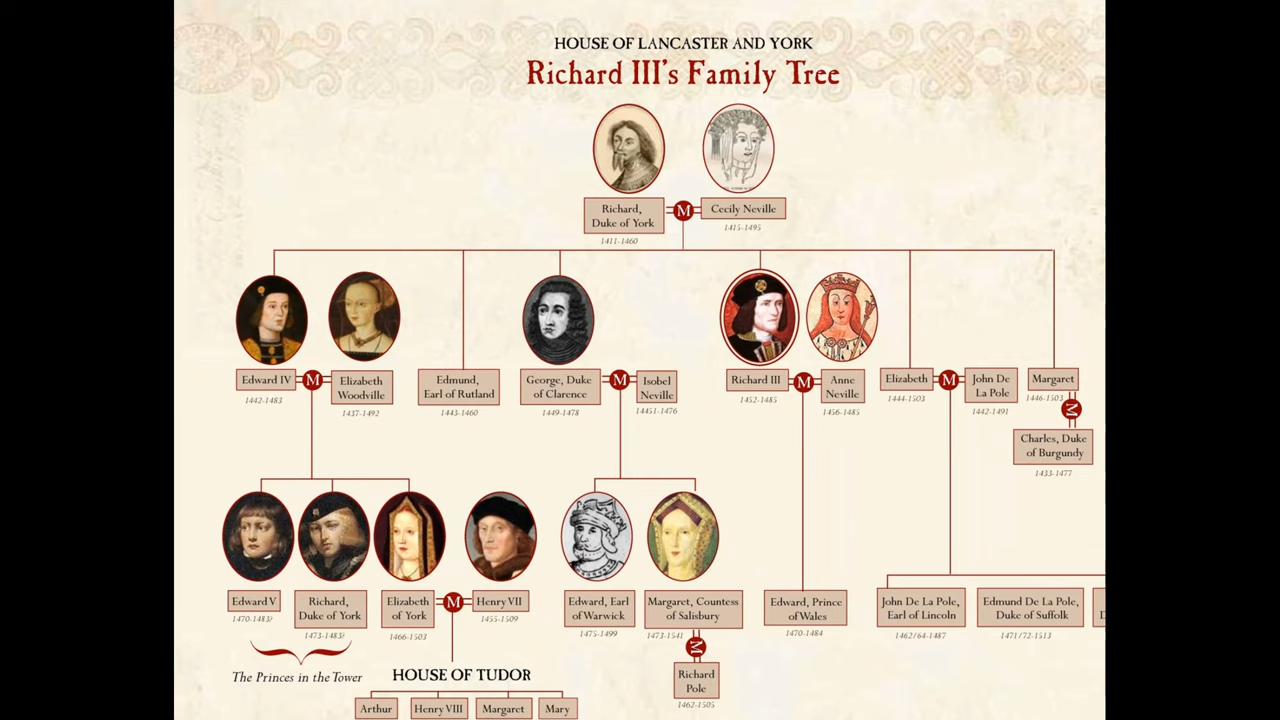 HOUSE OF LANCASTER AND YORK
Richard III's Family Tree
Richard,
Duke of York
M
Cecily Neville
1411-1460
1415-1495
Edward IV
M
Elizabeth
Woodville
1442-1483
1437-1492
Edmund,
Earl of Rutland
1443-1460
George, Duke
of Clarence
M
Isobel
Neville
1449-1478
14451-1476
Richard III
M
Anne
Neville
1452-1485
1456-1485
Elizabeth
M
John De
La Pole
1444-1503
1442-1491
Margaret
1446-1503
M
Charles, Duke
of Burgundy
1433-1477
Edward V
1470-1483?
Richard,
Duke of York
1473-1483?
The Princes in the Tower
Elizabeth
of York
M
Henry VII
1466-1503
1455-1509
HOUSE OF TUDOR
Arthur
Henry VIII
Margaret
Mary
Edward, Earl
of Warwick
1475-1499
Margaret, Countess
of Salisbury
1473-1541
M
Richard
Pole
1462-1505
Edward, Prince
of Wales
1470-1484
John De La Pole,
Earl of Lincoln
1462/64-1487
Edmund De La Pole,
Duke of Suffolk
1471/72-1513